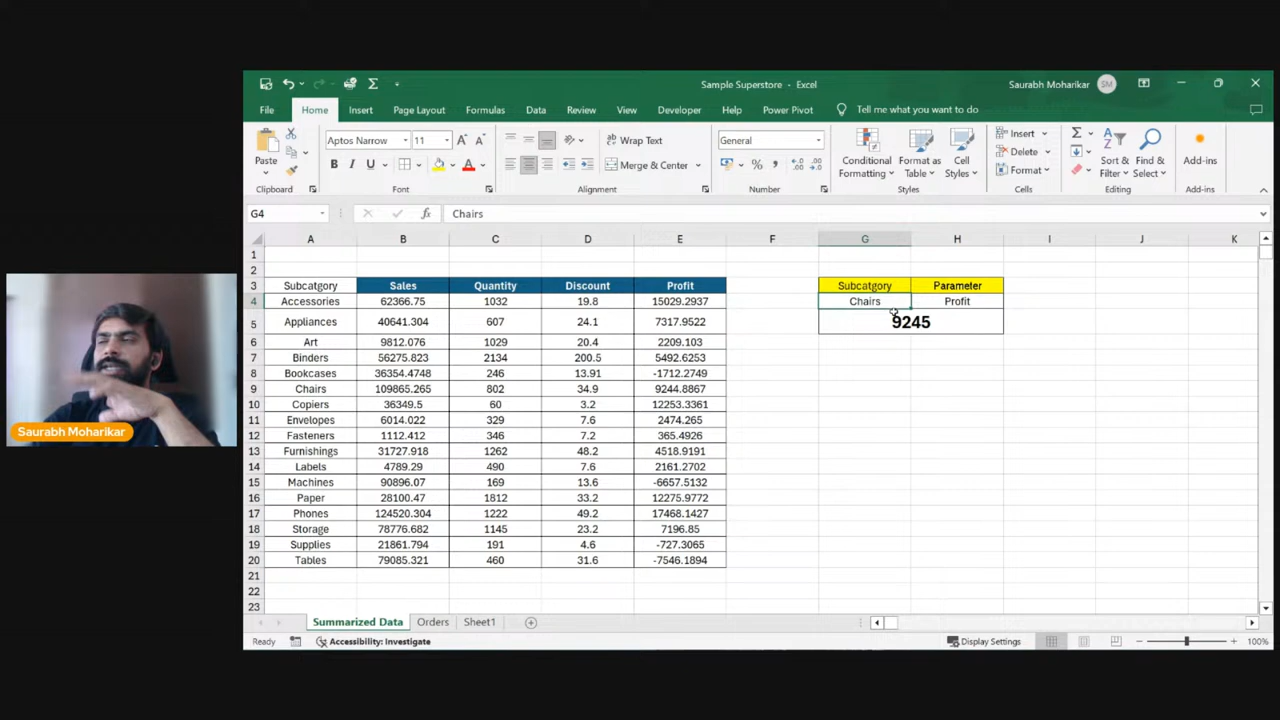 Sample Superstore - Excel
Saurabh Moharikar
SM
File Home Insert Page Layout Formulas Data Review View Developer Help Power Pivot Tell me what you want to do
Paste
Clipboard
Aptos Narrow 11
B I U
Font
Wrap Text
Merge & Center
Alignment
General
Number
Conditional Formatting
Format as Table
Cell Styles
Styles
Insert
Delete
Format
Cells
Sort & Filter
Find & Select
Editing
Add-ins
Add-ins
G4 fx Chairs
A B C D E F G H I J K
1
2
3 Subcatgory Sales Quantity Discount Profit Subcatgory Parameter
4 Accessories 62366.75 1032 19.8 15029.2937 Chairs Profit
5 Appliances 40641.304 607 24.1 7317.9522 9245
6 Art 9812.076 1029 20.4 2209.103
7 Binders 56275.823 2134 200.5 5492.6253
8 Bookcases 36354.4748 246 13.91 -1712.2749
9 Chairs 109865.265 802 34.9 9244.8867
10 Copiers 36349.5 60 3.2 12253.3361
11 Envelopes 6014.022 329 7.6 2474.265
12 Fasteners 1112.412 346 7.2 365.4926
13 Furnishings 31727.918 1262 48.2 4518.9191
14 Labels 4789.29 490 7.6 2161.2702
15 Machines 90896.07 169 13.6 -6657.5132
16 Paper 28100.47 1812 33.2 12275.9772
17 Phones 124520.304 1222 49.2 17468.1427
18 Storage 78776.682 1145 23.2 7196.85
19 Supplies 21861.794 191 4.6 -727.3065
20 Tables 79085.321 460 31.6 -7546.1894
21
22
23
Summarized Data Orders Sheet1
Ready Accessibility: Investigate Display Settings 100%
Saurabh Moharikar